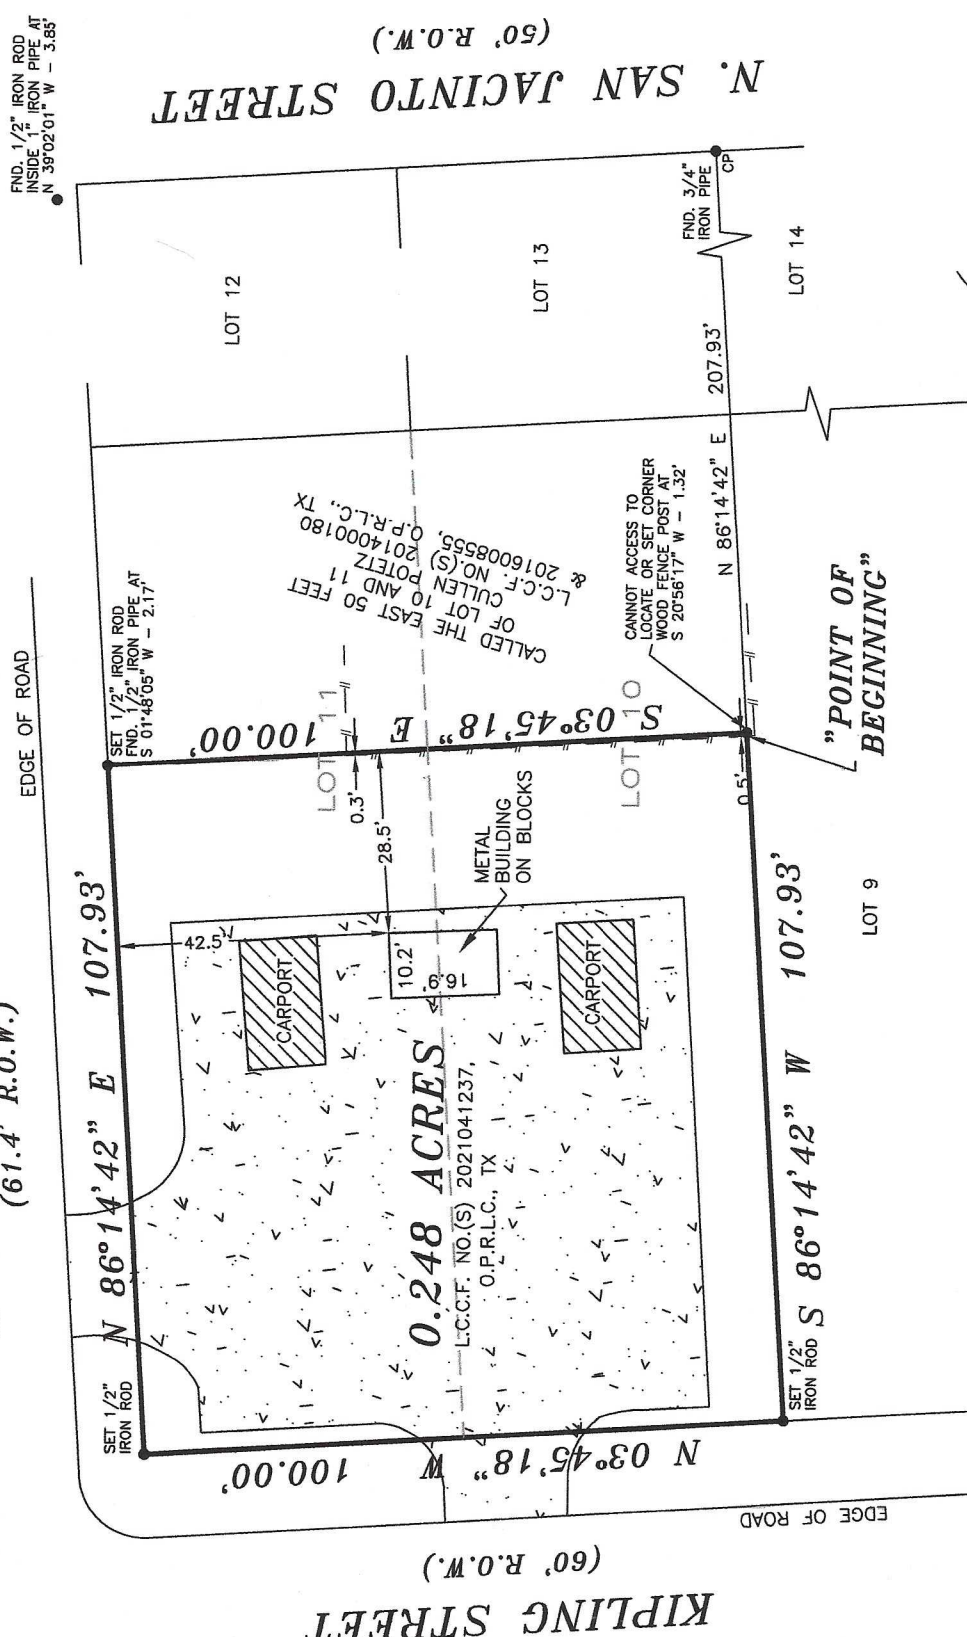 FND. 1/2" IRON ROD
INSIDE 1" IRON PIPE AT
N 39°02'01" W - 3.85'
N. SAN JACINTO STREET
(50' R.O.W.)
LOT 12
LOT 13
FND. 3/4"
IRON PIPE
CP
LOT 14
N 86°14'42" E 207.93'
EDGE OF ROAD
SET 1/2" IRON ROD
FND. 1/2" IRON PIPE AT
S 01°48'05" W - 2.17'
CALLED THE EAST 50 FEET
OF LOT 10 AND 11
CULLEN POTETZ
L.C.C.F. NO.(S) 2014000180
& 2016008555, O.P.R.L.C., TX
CANNOT ACCESS TO
LOCATE OR SET CORNER
WOOD FENCE POST AT
S 20°56'17" W - 1.32'
"POINT OF
BEGINNING"
S 03°45'18" E 100.00'
LOT 11
LOT 10
0.3'
0.5'
28.5'
METAL
BUILDING
ON BLOCKS
42.5'
10.2'
16.9'
CARPORT
CARPORT
LOT 9
(61.4' R.O.W.)
N 86°14'42" E 107.93'
0.248 ACRES
L.C.C.F. NO.(S) 2021041237,
O.P.R.L.C., TX
S 86°14'42" W 107.93'
SET 1/2"
IRON ROD
SET 1/2"
IRON ROD
N 03°45'18" W 100.00'
EDGE OF ROAD
KIPLING STREET
(60' R.O.W.)